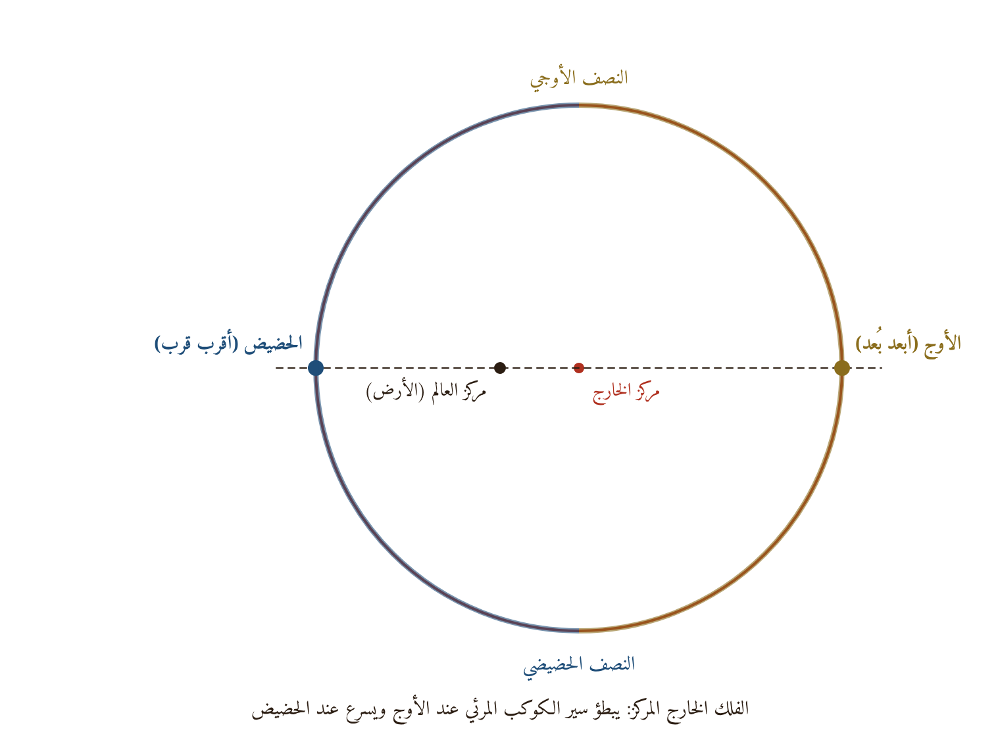 النصف الأوجي
الأوج (أبعد بُعد)
الحضيض (أقرب قرب)
مركز الخارج
مركز العالم (الأرض)
النصف الحضيضي
الفلك الخارج المركز: يبطؤ سير الكوكب المرئي عند الأوج ويسرع عند الحضيض